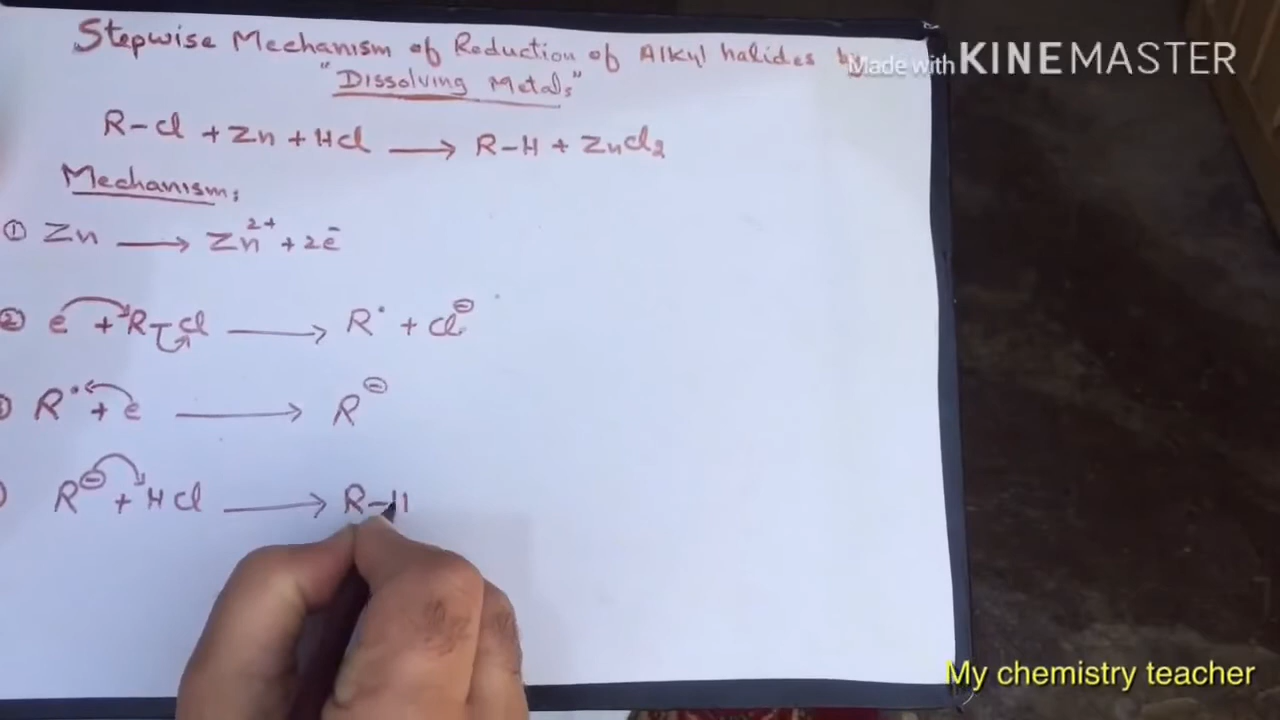 Stepwise Mechanism of Reduction of Alkyl halides
Made with KINEMASTER
"Dissolving Metals"
R-Cl + Zn + HCl ⟶ R-H + ZnCl₂
Mechanism;
① Zn ⟶ Zn²⁺ + 2e⁻
② e + R-Cl ⟶ R• + Cl⊖
R• + e ⟶ R⊖
R⊖ + HCl ⟶ R-H
My chemistry teacher